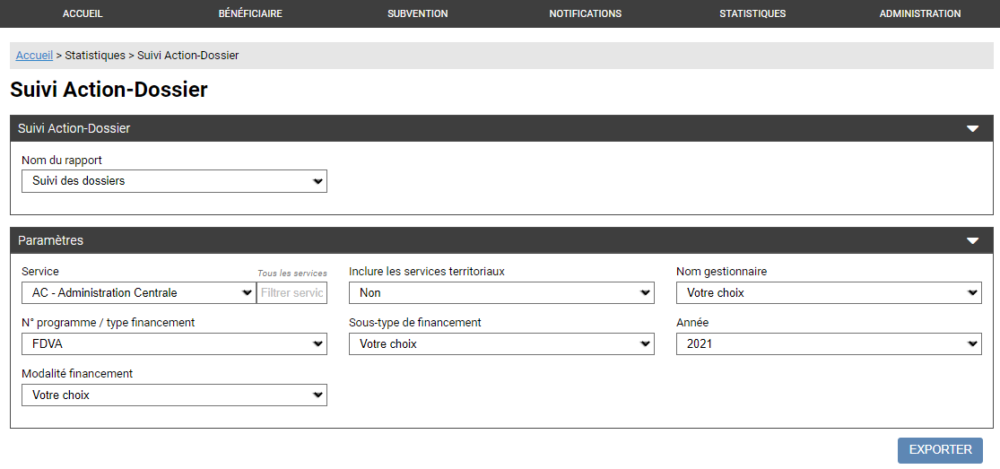 ACCUEIL BÉNÉFICIAIRE SUBVENTION NOTIFICATIONS STATISTIQUES ADMINISTRATION
Accueil > Statistiques > Suivi Action-Dossier
Suivi Action-Dossier
Suivi Action-Dossier
Nom du rapport
Suivi des dossiers
Paramètres
Service Tous les services Inclure les services territoriaux Nom gestionnaire
AC - Administration Centrale Filtrer servic Non Votre choix
N° programme / type financement Sous-type de financement Année
FDVA Votre choix 2021
Modalité financement
Votre choix
EXPORTER